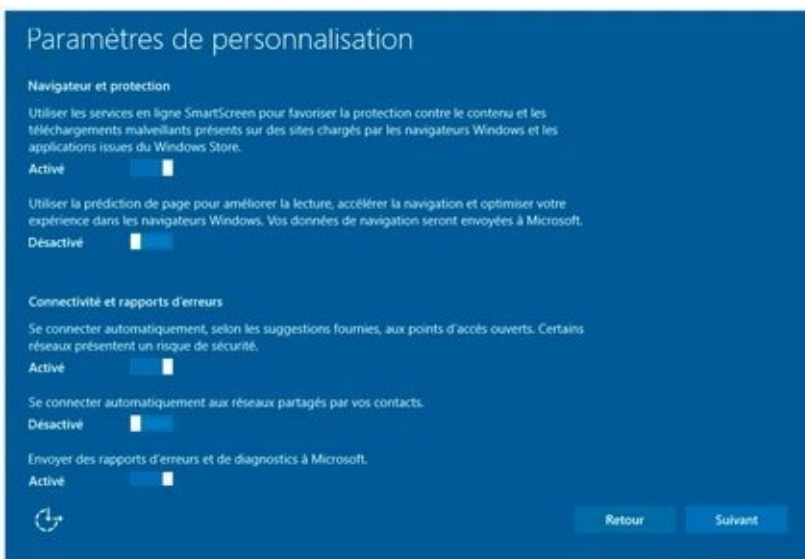 Paramètres de personnalisation
Navigateur et protection
Utiliser les services en ligne SmartScreen pour favoriser la protection contre le contenu et les
téléchargements malveillants présents sur des sites chargés par les navigateurs Windows et les
applications issues du Windows Store.
Activé
Utiliser la prédiction de page pour améliorer la lecture, accélérer la navigation et optimiser votre
expérience dans les navigateurs Windows. Vos données de navigation seront envoyées à Microsoft.
Désactivé
Connectivité et rapports d'erreurs
Se connecter automatiquement, selon les suggestions fournies, aux points d'accès ouverts. Certains
réseaux présentent un risque de sécurité.
Activé
Se connecter automatiquement aux réseaux partagés par vos contacts.
Désactivé
Envoyer des rapports d'erreurs et de diagnostics à Microsoft.
Activé
Retour
Suivant